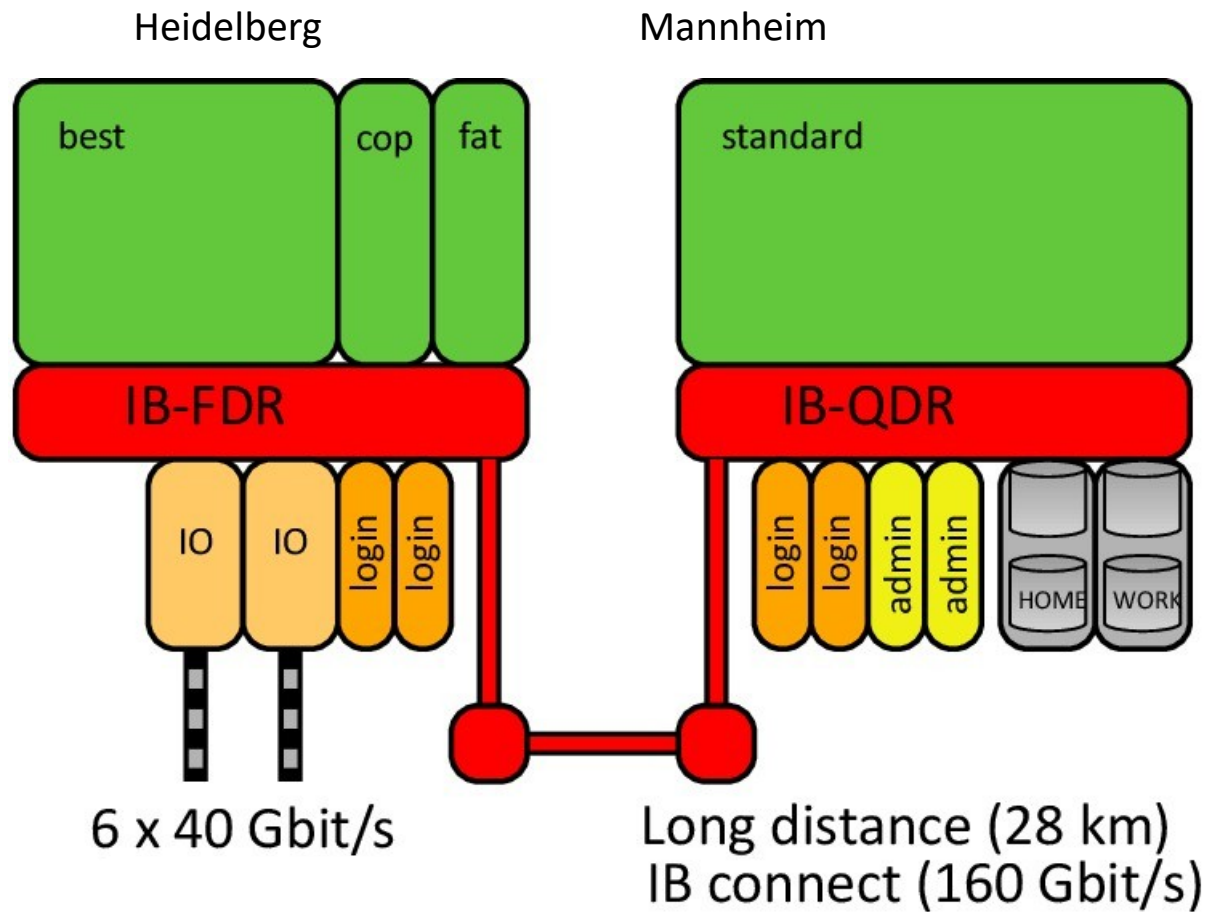 Heidelberg
Mannheim
best
cop
fat
standard
IB-FDR
IB-QDR
IO
IO
login
login
login
login
admin
admin
HOME
WORK
6 x 40 Gbit/s
Long distance (28 km)
IB connect (160 Gbit/s)